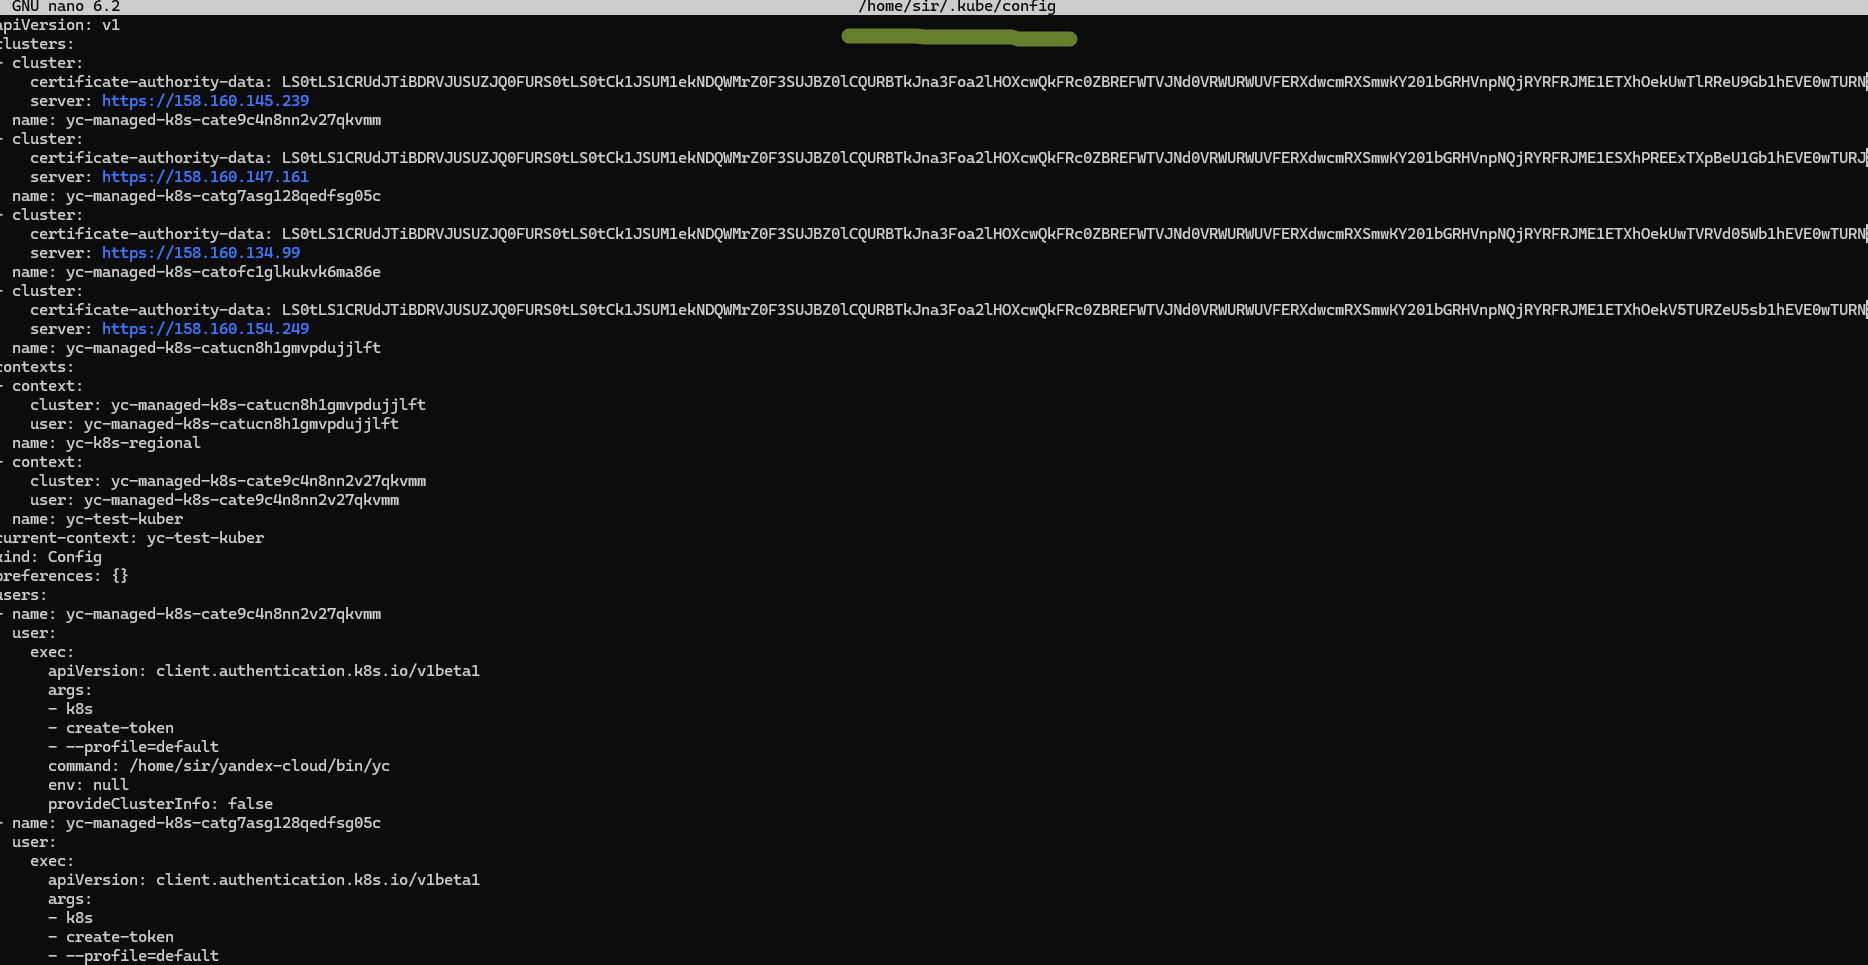 GNU nano 6.2 /home/sir/.kube/config
apiVersion: v1
clusters:
- cluster:
certificate-authority-data: LS0tLS1CRUdJTiBDRVJUSUZJQ0FURS0tLS0tCk1JSUM1ekNDQWMrZ0F3SUJBZ0lCQURBTkJna3Foa2lHOXcwQkFRc0ZBREFWTVJNd0VRWURWUVFERXdwcmRXSmwKY201bGRHVnpNQjRYRFRJME1ETXhOekUwTlRReU9Gb1hEVE0wTURN
server: https://158.160.145.239
name: yc-managed-k8s-cate9c4n8nn2v27qkvmm
- cluster:
certificate-authority-data: LS0tLS1CRUdJTiBDRVJUSUZJQ0FURS0tLS0tCk1JSUM1ekNDQWMrZ0F3SUJBZ0lCQURBTkJna3Foa2lHOXcwQkFRc0ZBREFWTVJNd0VRWURWUVFERXdwcmRXSmwKY201bGRHVnpNQjRYRFRJME1ESXhPREExTXpBeU1Gb1hEVE0wTURJ
server: https://158.160.147.161
name: yc-managed-k8s-catg7asg128qedfsg05c
- cluster:
certificate-authority-data: LS0tLS1CRUdJTiBDRVJUSUZJQ0FURS0tLS0tCk1JSUM1ekNDQWMrZ0F3SUJBZ0lCQURBTkJna3Foa2lHOXcwQkFRc0ZBREFWTVJNd0VRWURWUVFERXdwcmRXSmwKY201bGRHVnpNQjRYRFRJME1ETXhOekUwTVRVd05Wb1hEVE0wTURN
server: https://158.160.134.99
name: yc-managed-k8s-catofc1glkukvk6ma86e
- cluster:
certificate-authority-data: LS0tLS1CRUdJTiBDRVJUSUZJQ0FURS0tLS0tCk1JSUM1ekNDQWMrZ0F3SUJBZ0lCQURBTkJna3Foa2lHOXcwQkFRc0ZBREFWTVJNd0VRWURWUVFERXdwcmRXSmwKY201bGRHVnpNQjRYRFRJME1ETXhOekV5TURZeU5sb1hEVE0wTURN
server: https://158.160.154.249
name: yc-managed-k8s-catucn8h1gmvpdujjlft
contexts:
- context:
cluster: yc-managed-k8s-catucn8h1gmvpdujjlft
user: yc-managed-k8s-catucn8h1gmvpdujjlft
name: yc-k8s-regional
- context:
cluster: yc-managed-k8s-cate9c4n8nn2v27qkvmm
user: yc-managed-k8s-cate9c4n8nn2v27qkvmm
name: yc-test-kuber
current-context: yc-test-kuber
kind: Config
preferences: {}
users:
- name: yc-managed-k8s-cate9c4n8nn2v27qkvmm
user:
exec:
apiVersion: client.authentication.k8s.io/v1beta1
args:
- k8s
- create-token
- --profile=default
command: /home/sir/yandex-cloud/bin/yc
env: null
provideClusterInfo: false
- name: yc-managed-k8s-catg7asg128qedfsg05c
user:
exec:
apiVersion: client.authentication.k8s.io/v1beta1
args:
- k8s
- create-token
- --profile=default